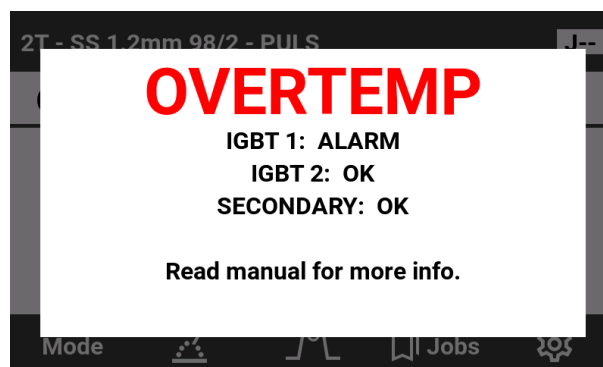 2T - SS 1.2mm 98/2 - PULS J--
OVERTEMP
IGBT 1: ALARM
IGBT 2: OK
SECONDARY: OK
Read manual for more info.
Mode Jobs